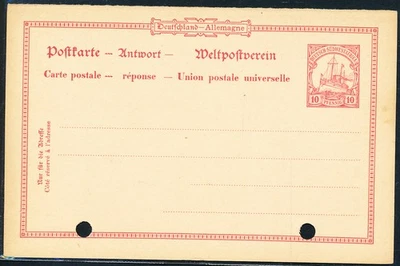 Deutschland—Allemagne
Postkarte — Antwort — Weltpostverein
Carte postale — réponse — Union postale universelle
10 PFENNIG 10
Nur für die Adresse
Côté réservé à l'adresse